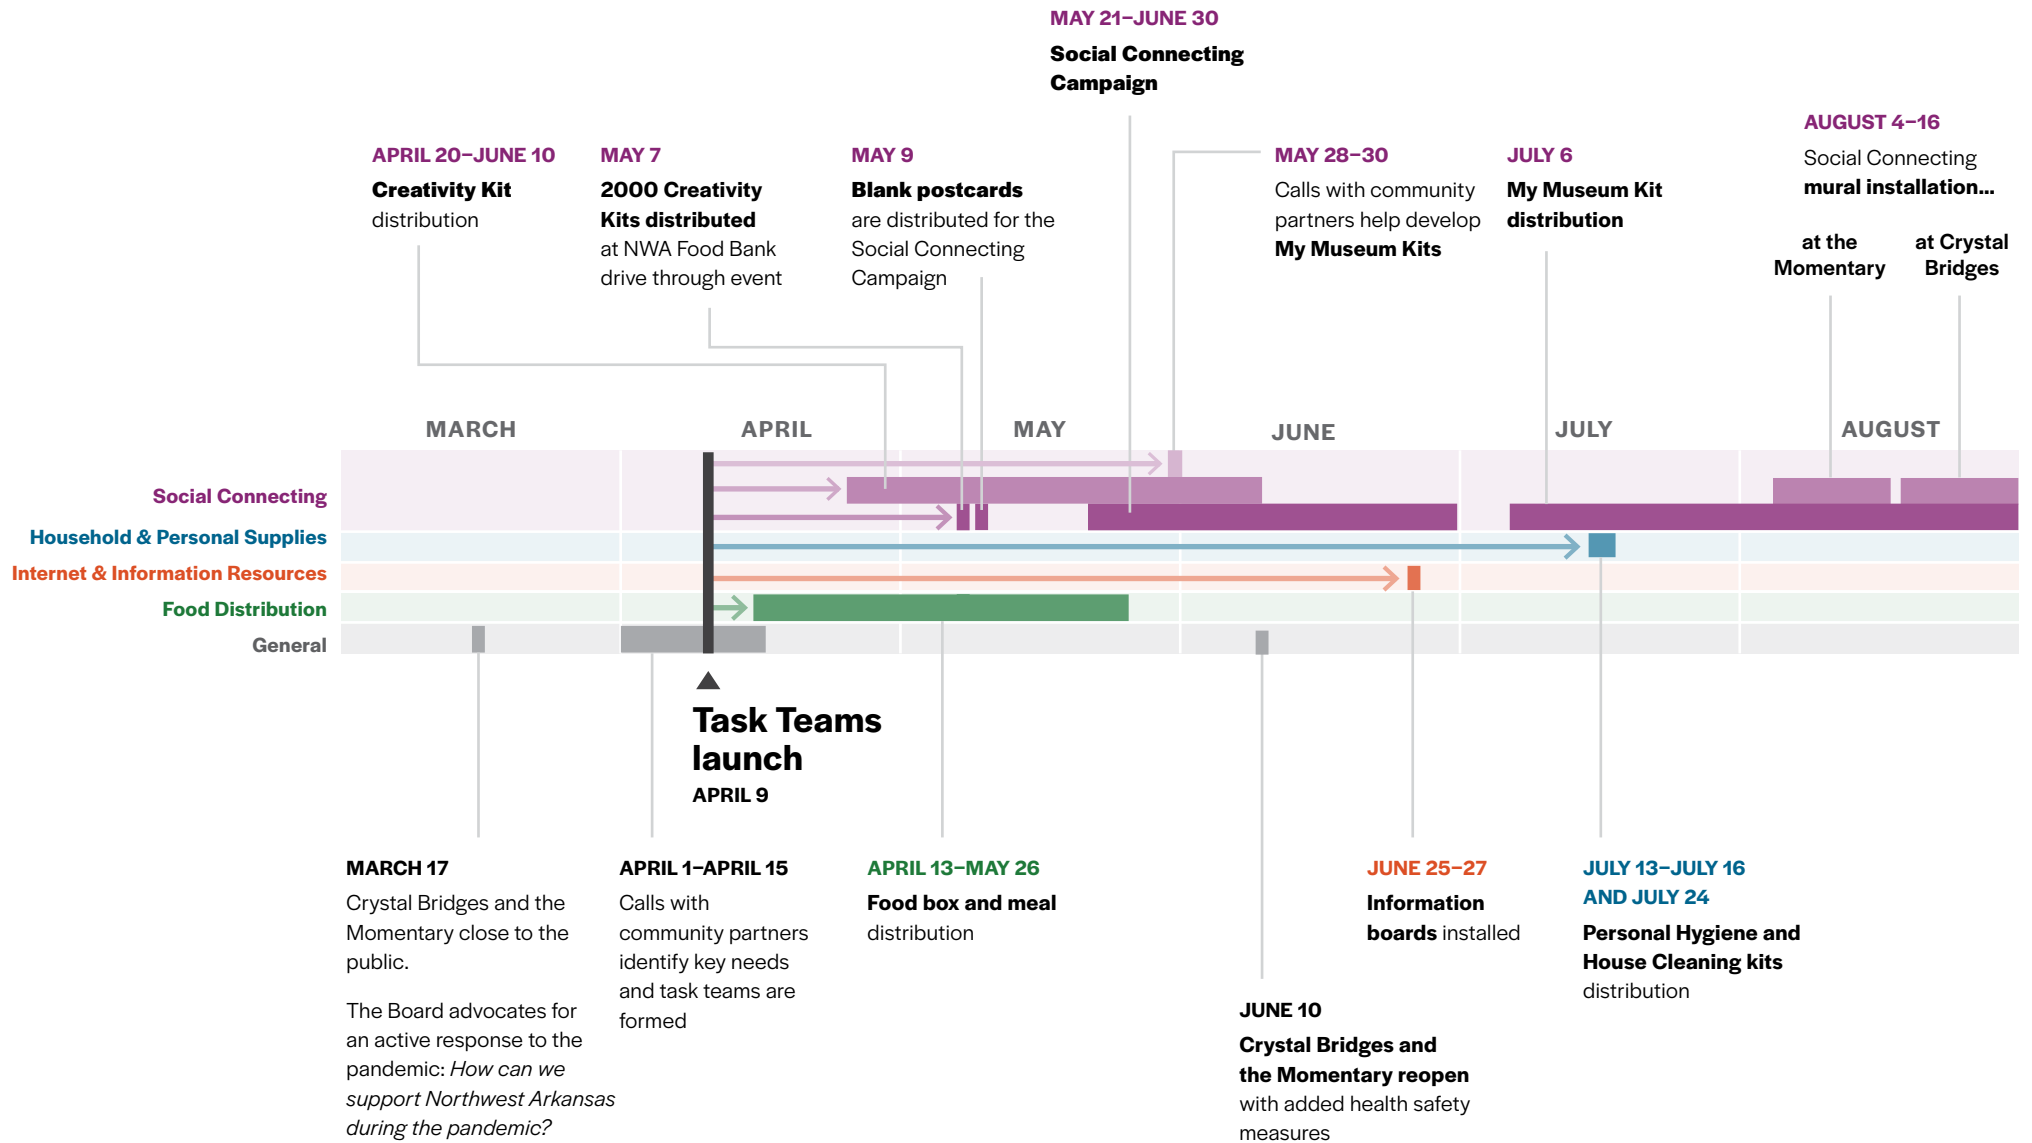 MAY 21–JUNE 30
Social Connecting
Campaign
APRIL 20–JUNE 10
Creativity Kit
distribution
MAY 7
2000 Creativity
Kits distributed
at NWA Food Bank
drive through event
MAY 9
Blank postcards
are distributed for the
Social Connecting
Campaign
MAY 28–30
Calls with community
partners help develop
My Museum Kits
JULY 6
My Museum Kit
distribution
AUGUST 4–16
Social Connecting
mural installation...
at the
Momentary
at Crystal
Bridges
MARCH
APRIL
MAY
JUNE
JULY
AUGUST
Social Connecting
Household & Personal Supplies
Internet & Information Resources
Food Distribution
General
Task Teams
launch
APRIL 9
MARCH 17
Crystal Bridges and the
Momentary close to the
public.
The Board advocates for
an active response to the
pandemic: How can we
support Northwest Arkansas
during the pandemic?
APRIL 1–APRIL 15
Calls with
community partners
identify key needs
and task teams are
formed
APRIL 13–MAY 26
Food box and meal
distribution
JUNE 10
Crystal Bridges and
the Momentary reopen
with added health safety
measures
JUNE 25–27
Information
boards installed
JULY 13–JULY 16
AND JULY 24
Personal Hygiene and
House Cleaning kits
distribution